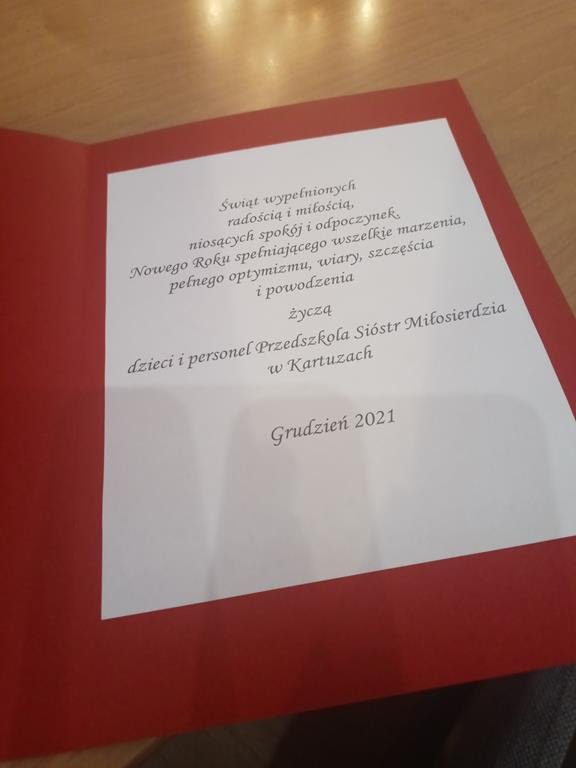 Świąt wypełnionych
radością i miłością,
niosących spokój i odpoczynek.
Nowego Roku spełniającego wszelkie marzenia,
pełnego optymizmu, wiary, szczęścia
i powodzenia
życzą
dzieci i personel Przedszkola Sióstr Miłosierdzia
w Kartuzach
Grudzień 2021